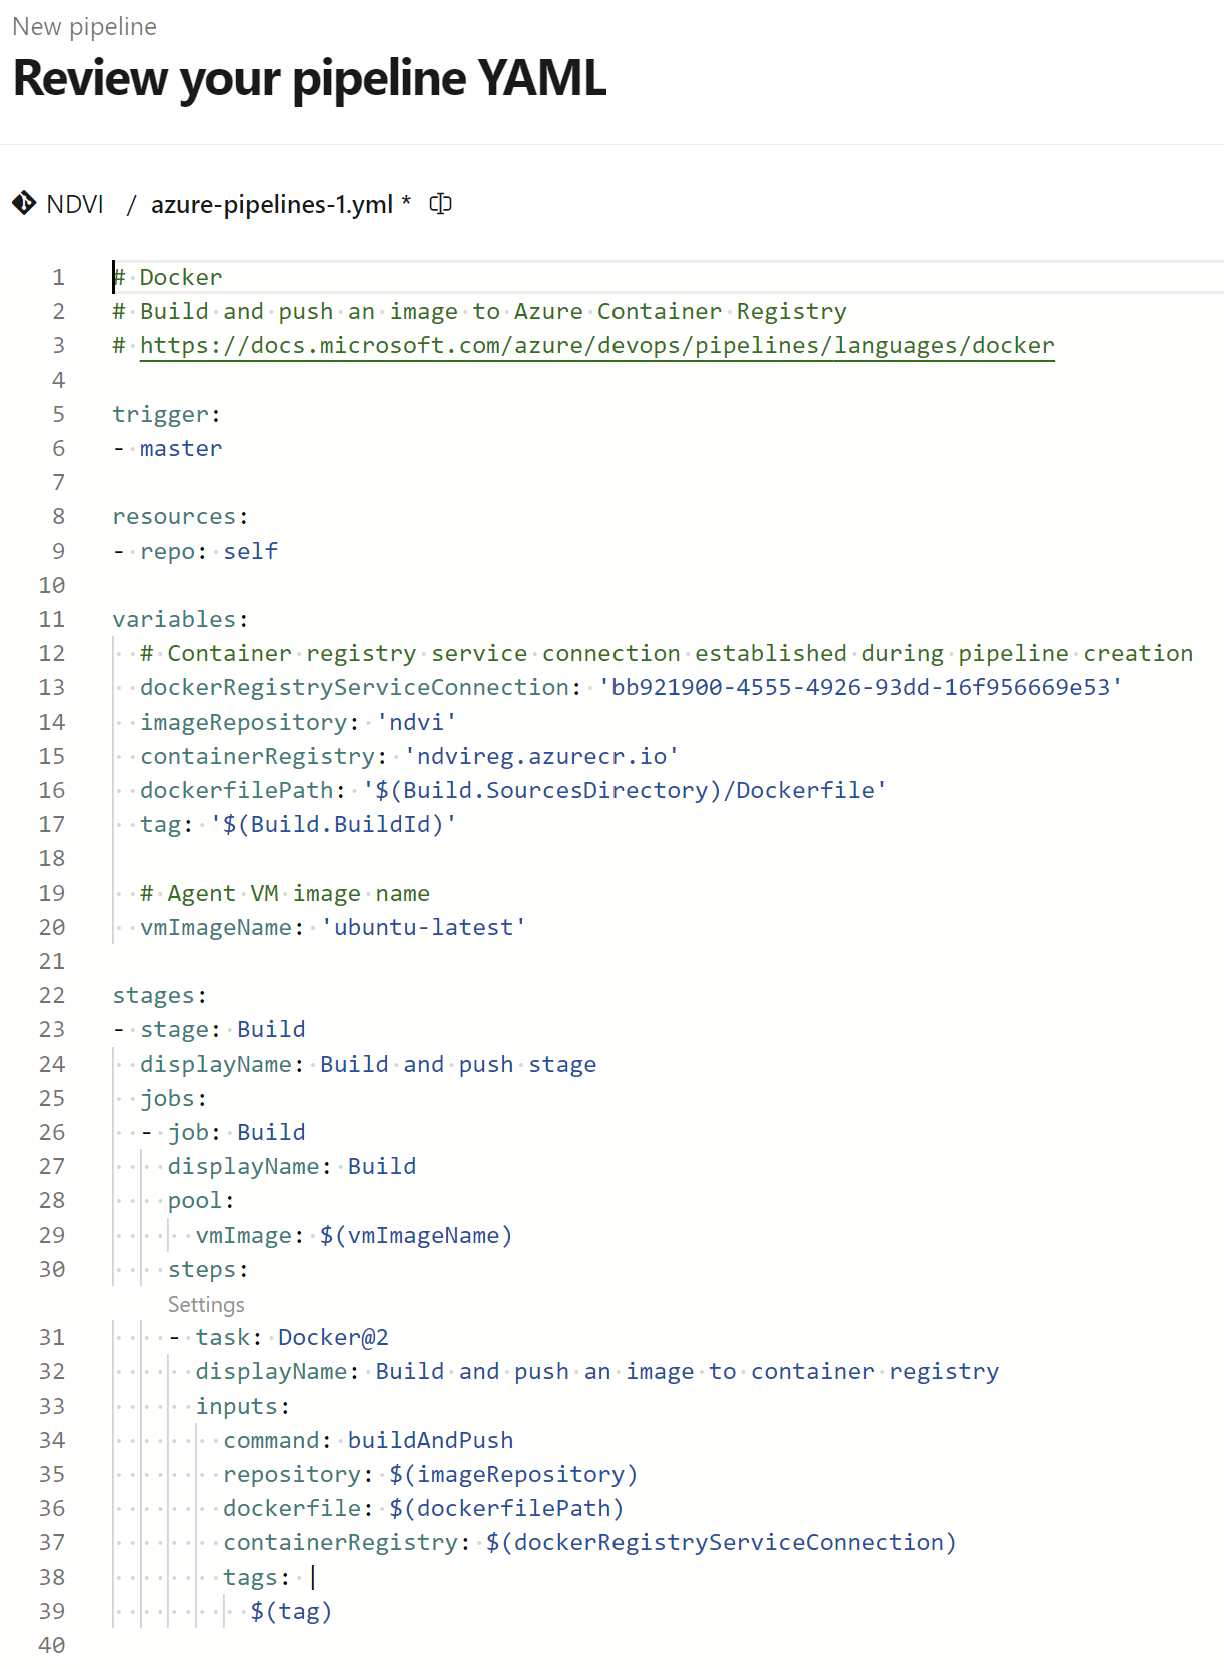 New pipeline
Review your pipeline YAML
NDVI / azure-pipelines-1.yml *
1 # Docker
2 # Build and push an image to Azure Container Registry
3 # https://docs.microsoft.com/azure/devops/pipelines/languages/docker
4
5 trigger:
6 - master
7
8 resources:
9 - repo: self
10
11 variables:
12   # Container registry service connection established during pipeline creation
13   dockerRegistryServiceConnection: 'bb921900-4555-4926-93dd-16f956669e53'
14   imageRepository: 'ndvi'
15   containerRegistry: 'ndvireg.azurecr.io'
16   dockerfilePath: '$(Build.SourcesDirectory)/Dockerfile'
17   tag: '$(Build.BuildId)'
18
19   # Agent VM image name
20   vmImageName: 'ubuntu-latest'
21
22 stages:
23 - stage: Build
24   displayName: Build and push stage
25   jobs:
26   - job: Build
27     displayName: Build
28     pool:
29       vmImage: $(vmImageName)
30     steps:
Settings
31     - task: Docker@2
32       displayName: Build and push an image to container registry
33       inputs:
34         command: buildAndPush
35         repository: $(imageRepository)
36         dockerfile: $(dockerfilePath)
37         containerRegistry: $(dockerRegistryServiceConnection)
38         tags: |
39           $(tag)
40